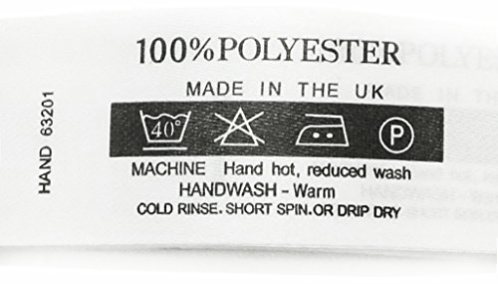 100% POLYESTER
MADE IN THE UK
40°
P
MACHINE Hand hot, reduced wash
HANDWASH - Warm
COLD RINSE. SHORT SPIN. OR DRIP DRY
HAND 63201